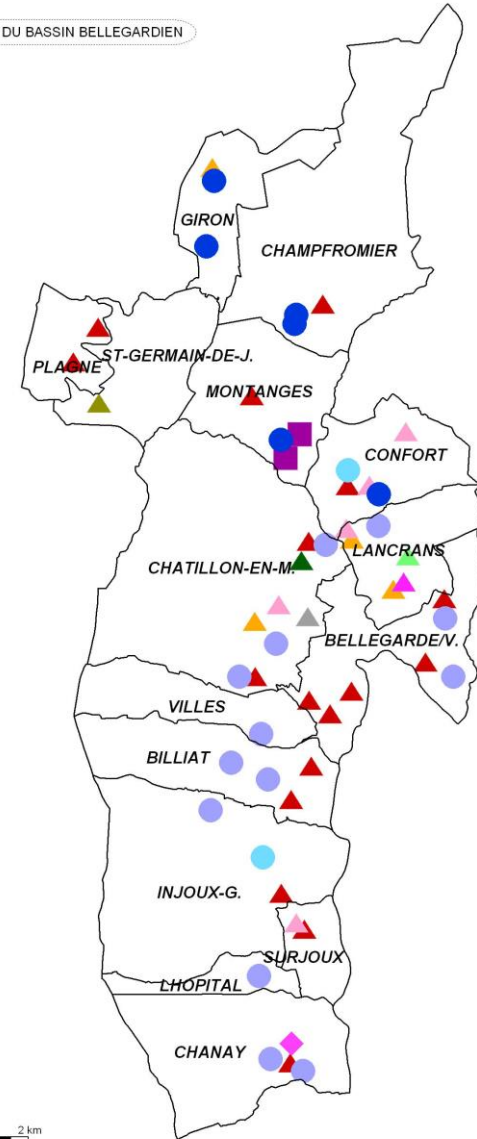 DU BASSIN BELLEGARDIEN
GIRON
CHAMPFROMIER
ST-GERMAIN-DE-J.
PLAGNE
MONTANGES
CONFORT
LANCRANS
CHATILLON-EN-M.
BELLEGARDE/V.
VILLES
BILLIAT
INJOUX-G.
SURJOUX
LHOPITAL
CHANAY
2 km